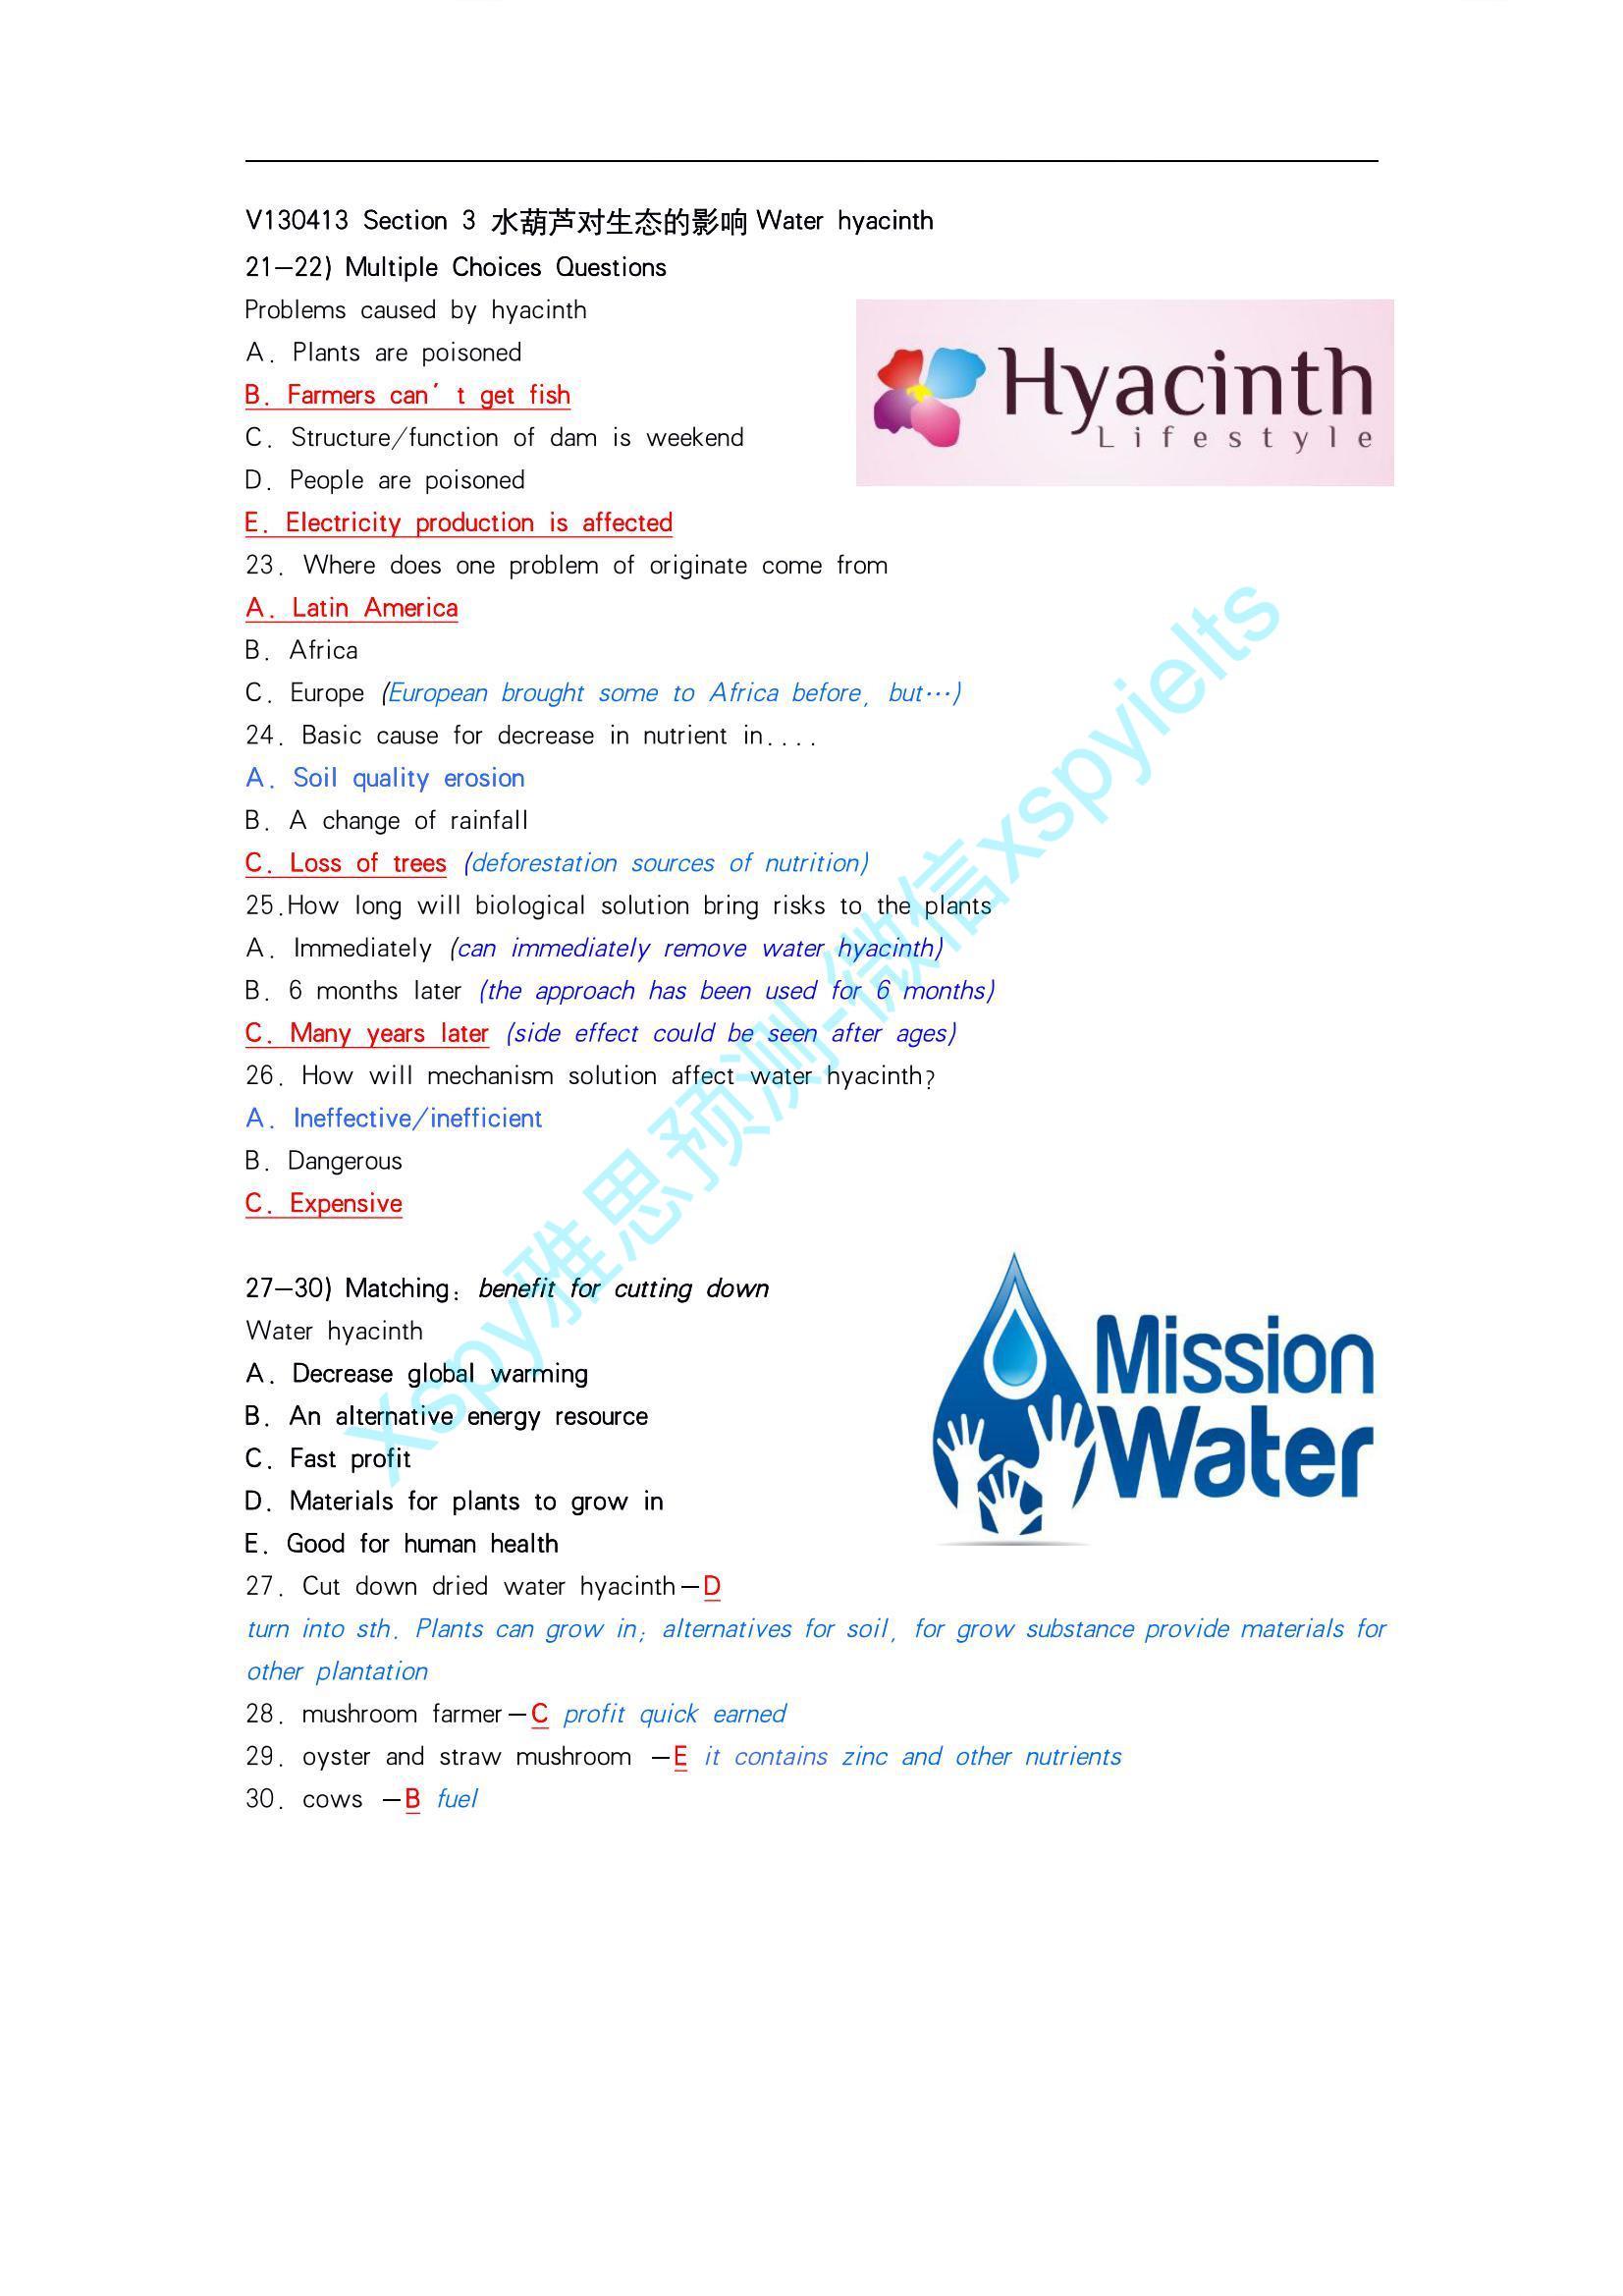 V130413 Section 3 水葫芦对生态的影响 Water hyacinth
21—22) Multiple Choices Questions
Problems caused by hyacinth
A. Plants are poisoned
B. Farmers can’t get fish
C. Structure/function of dam is weekend
D. People are poisoned
E. Electricity production is affected
Hyacinth
Lifestyle
23. Where does one problem of originate come from
A. Latin America
B. Africa
C. Europe (European brought some to Africa before, but…)
24. Basic cause for decrease in nutrient in....
A. Soil quality erosion
B. A change of rainfall
C. Loss of trees (deforestation sources of nutrition)
25.How long will biological solution bring risks to the plants
A. Immediately (can immediately remove water hyacinth)
B. 6 months later (the approach has been used for 6 months)
C. Many years later (side effect could be seen after ages)
26. How will mechanism solution affect water hyacinth?
A. Ineffective/inefficient
B. Dangerous
C. Expensive
27—30) Matching: benefit for cutting down
Water hyacinth
A. Decrease global warming
B. An alternative energy resource
C. Fast profit
D. Materials for plants to grow in
E. Good for human health
Mission
Water
27. Cut down dried water hyacinth—D
turn into sth. Plants can grow in; alternatives for soil, for grow substance provide materials for
other plantation
28. mushroom farmer—C profit quick earned
29. oyster and straw mushroom —E it contains zinc and other nutrients
30. cows —B fuel
Xspy雅思预测-微信xspyielts